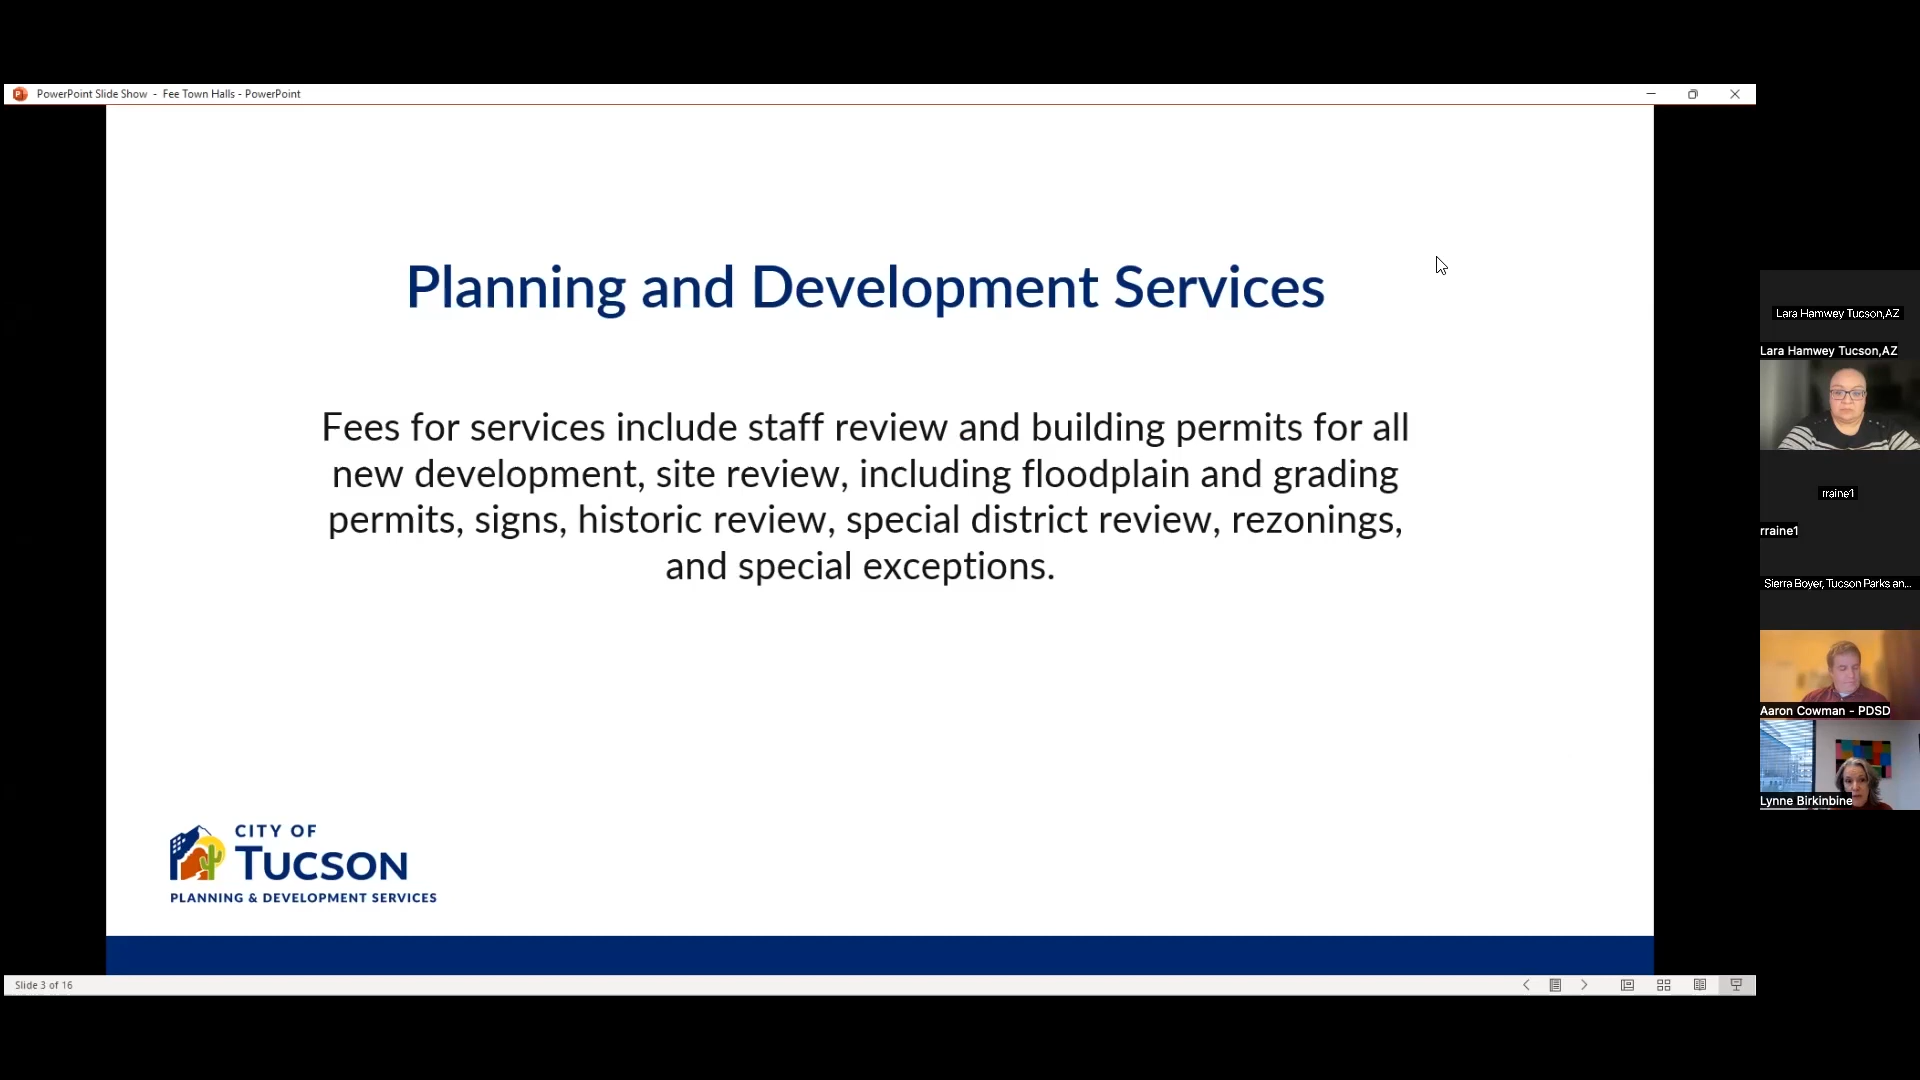 PowerPoint Slide Show - Fee Town Halls - PowerPoint
Planning and Development Services
Fees for services include staff review and building permits for all
new development, site review, including floodplain and grading
permits, signs, historic review, special district review, rezonings,
and special exceptions.
CITY OF
TUCSON
PLANNING & DEVELOPMENT SERVICES
Slide 3 of 16
Lara Hamwey Tucson,AZ
Lara Hamwey Tucson,AZ
rraine1
rraine1
Sierra Boyer, Tucson Parks an...
Aaron Cowman - PDSD
Lynne Birkinbine